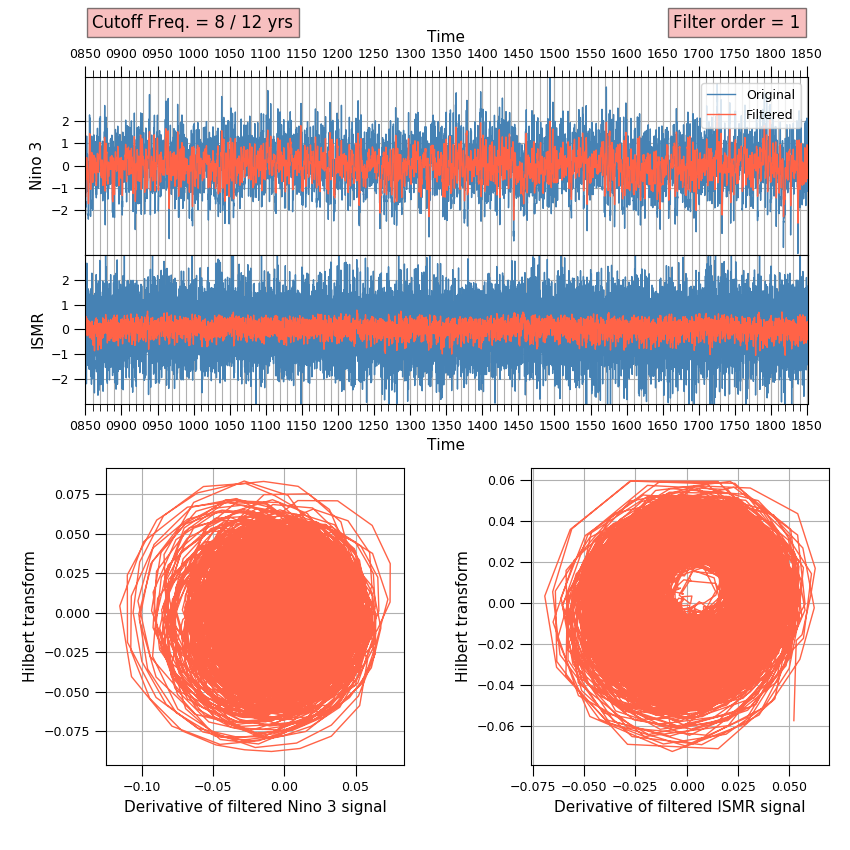 Cutoff Freq. = 8 / 12 yrs
Filter order = 1
Time
0850 0900 0950 1000 1050 1100 1150 1200 1250 1300 1350 1400 1450 1500 1550 1600 1650 1700 1750 1800 1850
Original
Filtered
Nino 3
2
1
0
−1
−2
ISMR
2
1
0
−1
−2
0850 0900 0950 1000 1050 1100 1150 1200 1250 1300 1350 1400 1450 1500 1550 1600 1650 1700 1750 1800 1850
Time
Hilbert transform
0.075
0.050
0.025
0.000
−0.025
−0.050
−0.075
−0.10 −0.05 0.00 0.05
Derivative of filtered Nino 3 signal
Hilbert transform
0.06
0.04
0.02
0.00
−0.02
−0.04
−0.06
−0.075 −0.050 −0.025 0.000 0.025 0.050
Derivative of filtered ISMR signal